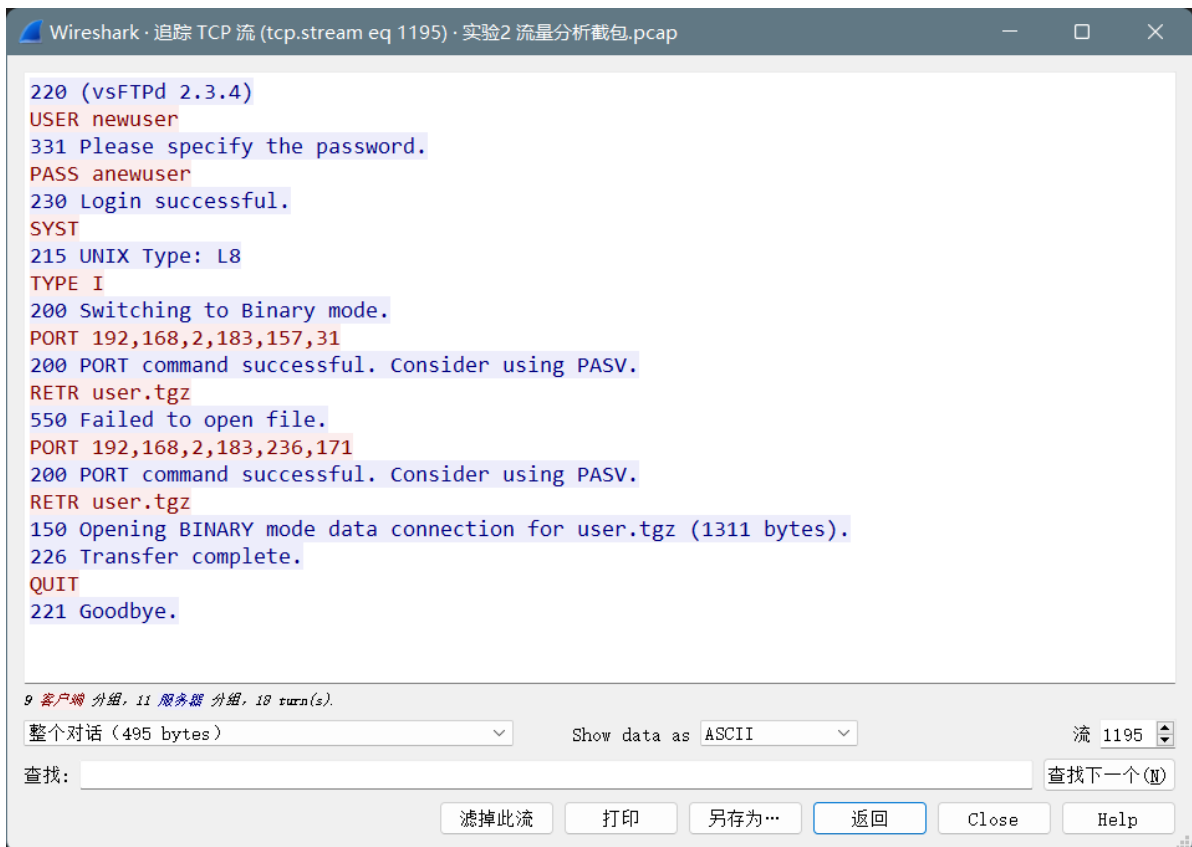 Wireshark · 追踪 TCP 流 (tcp.stream eq 1195) · 实验2 流量分析截包.pcap
220 (vsFTPd 2.3.4)
USER newuser
331 Please specify the password.
PASS anewuser
230 Login successful.
SYST
215 UNIX Type: L8
TYPE I
200 Switching to Binary mode.
PORT 192,168,2,183,157,31
200 PORT command successful. Consider using PASV.
RETR user.tgz
550 Failed to open file.
PORT 192,168,2,183,236,171
200 PORT command successful. Consider using PASV.
RETR user.tgz
150 Opening BINARY mode data connection for user.tgz (1311 bytes).
226 Transfer complete.
QUIT
221 Goodbye.
9 客户端 分组, 11 服务器 分组, 18 turn(s).
整个对话 (495 bytes) Show data as ASCII 流 1195
查找: 查找下一个(N)
滤掉此流 打印 另存为… 返回 Close Help